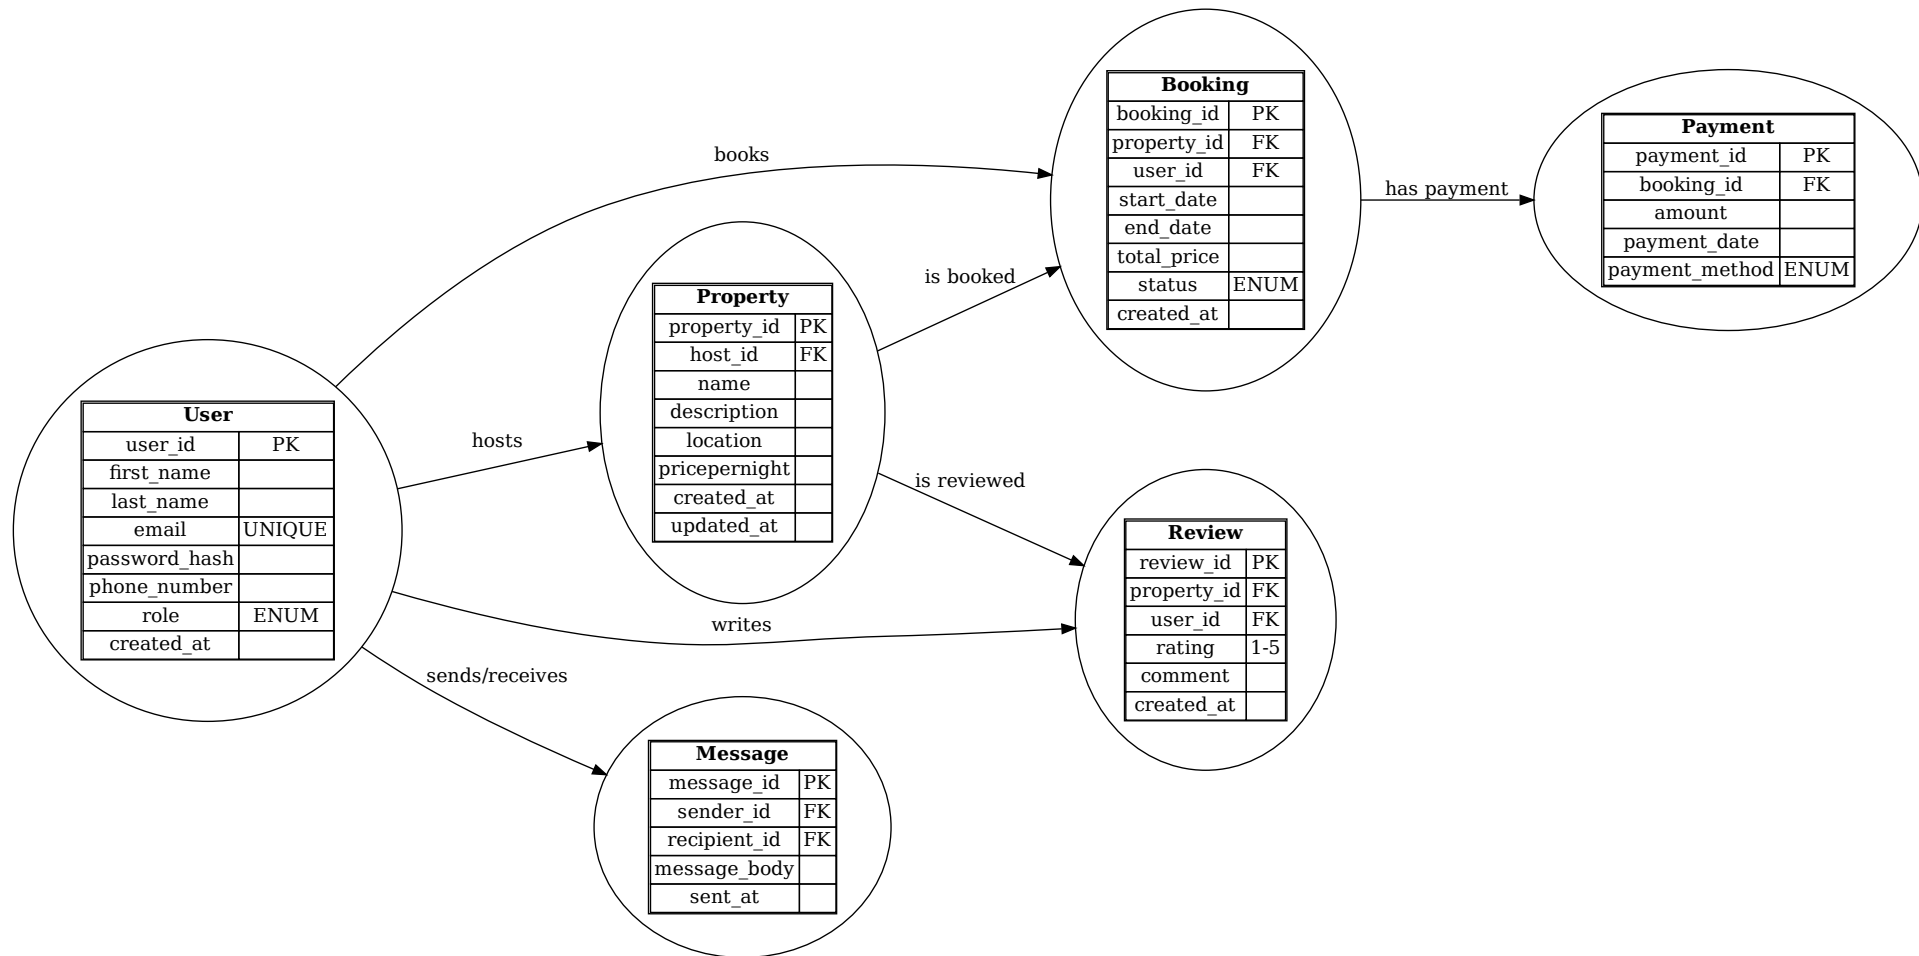 User
user_id PK
first_name
last_name
email UNIQUE
password_hash
phone_number
role ENUM
created_at
books
hosts
writes
sends/receives
Property
property_id PK
host_id FK
name
description
location
pricepernight
created_at
updated_at
is booked
is reviewed
Message
message_id PK
sender_id FK
recipient_id FK
message_body
sent_at
Booking
booking_id PK
property_id FK
user_id FK
start_date
end_date
total_price
status ENUM
created_at
has payment
Review
review_id PK
property_id FK
user_id FK
rating 1-5
comment
created_at
Payment
payment_id PK
booking_id FK
amount
payment_date
payment_method ENUM